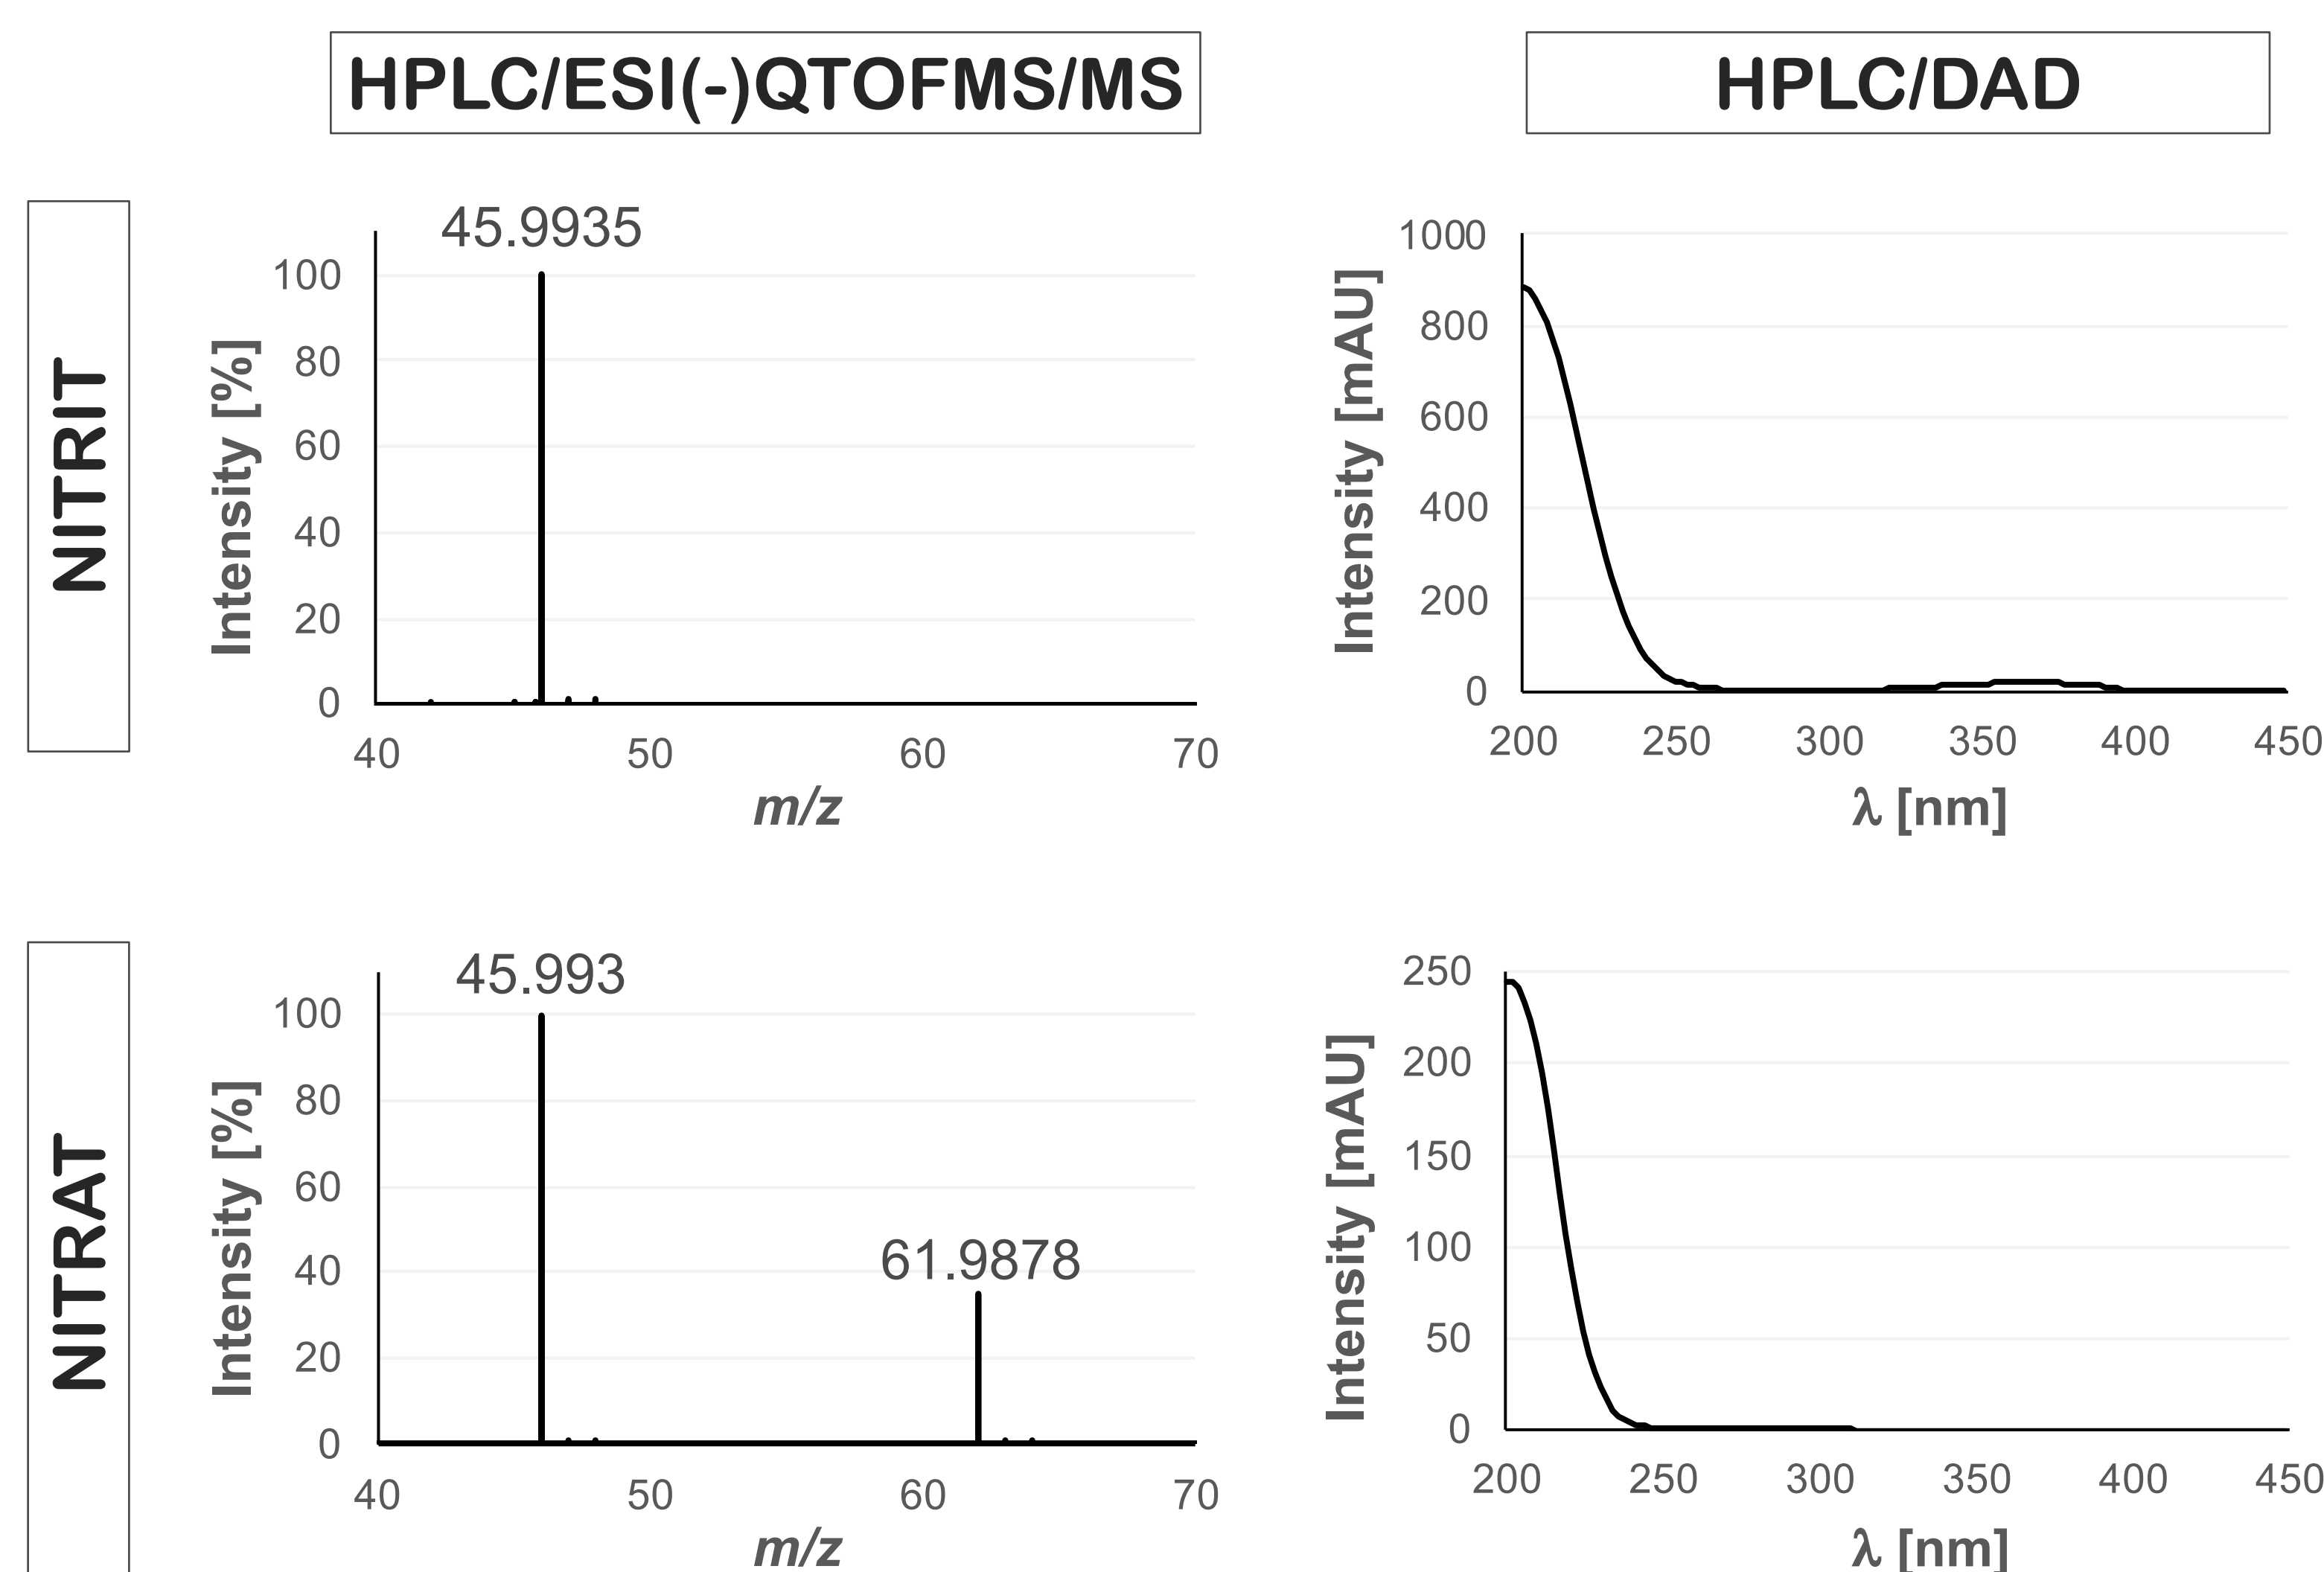 HPLC/ESI(-)QTOFMS/MS
HPLC/DAD
NITRIT
45.9935
Intensity [%]
100
80
60
40
20
0
40 50 60 70
m/z
Intensity [mAU]
1000
800
600
400
200
0
200 250 300 350 400 450
λ [nm]
NITRAT
45.993
61.9878
Intensity [%]
100
80
60
40
20
0
40 50 60 70
m/z
Intensity [mAU]
250
200
150
100
50
0
200 250 300 350 400 450
λ [nm]